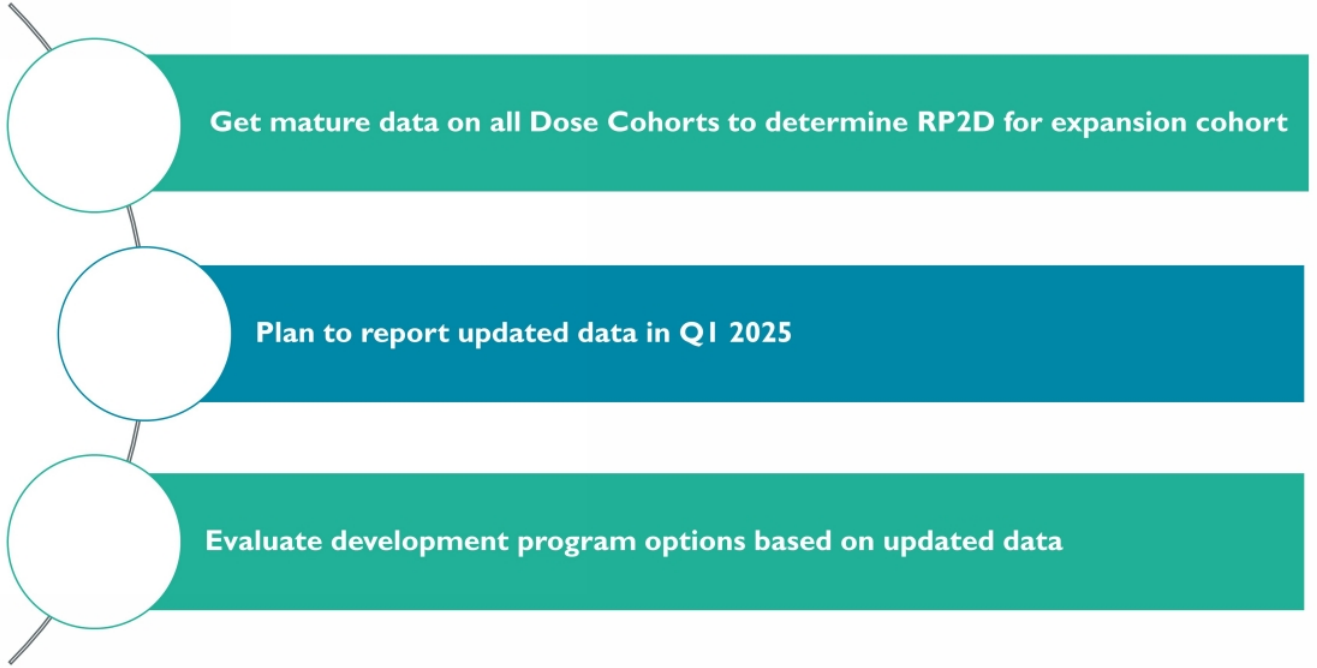 Get mature data on all Dose Cohorts to determine RP2D for expansion cohort
Plan to report updated data in Q1 2025
Evaluate development program options based on updated data